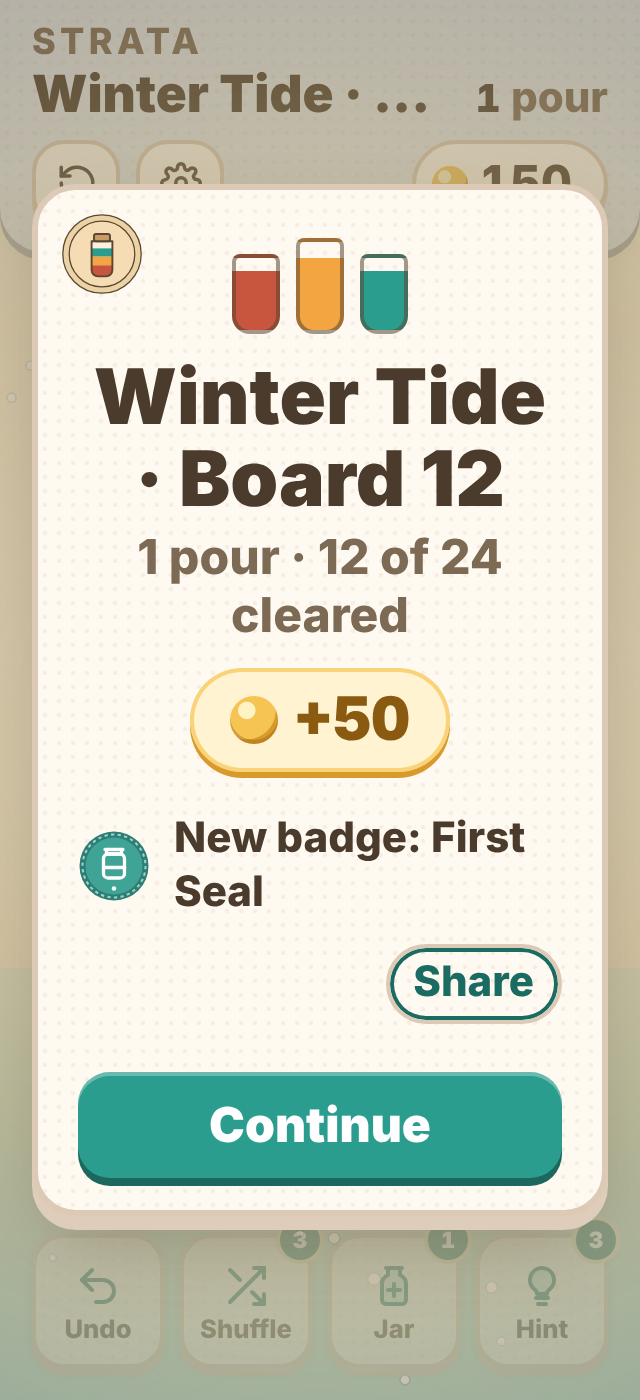 STRATA
Winter Tide · ...
1 pour
150
Winter Tide
· Board 12
1 pour · 12 of 24
cleared
+50
New badge: First
Seal
Share
Continue
3
1
3
Undo
Shuffle
Jar
Hint